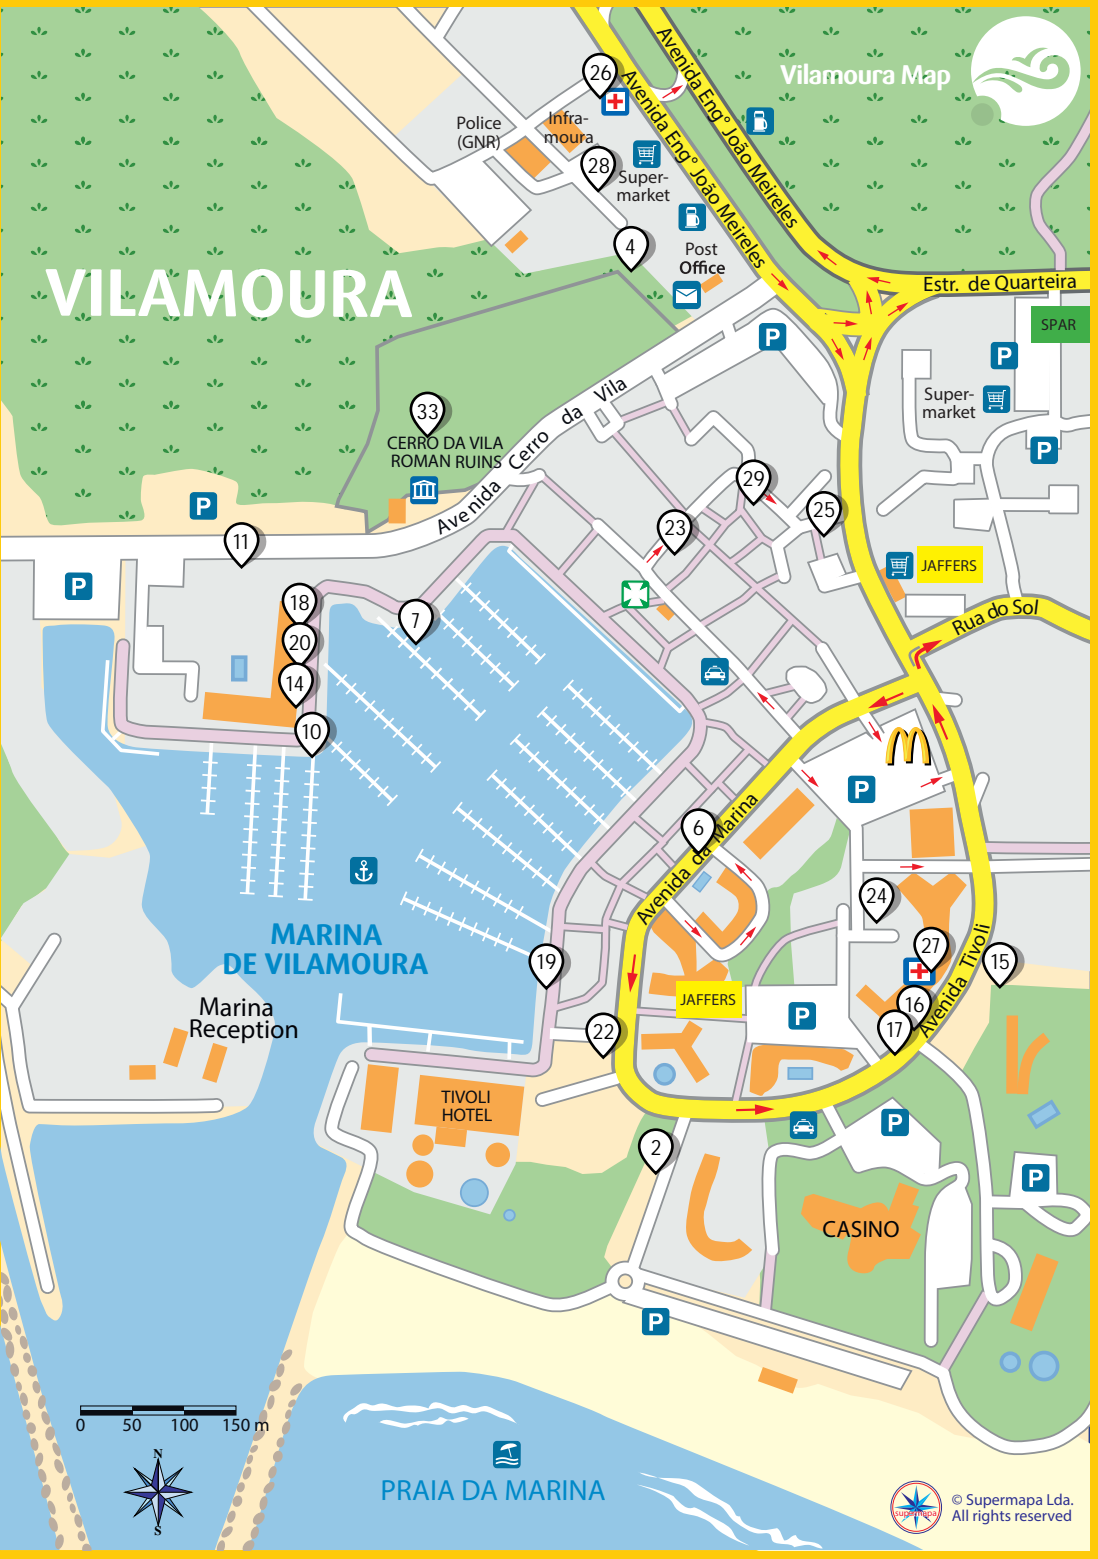 Vilamoura Map
Avenida Engº João Meireles
Avenida Engº João Meireles
26
Police
(GNR)
Infra-
moura
28
Super-
market
4
Post
Office
VILAMOURA
Estr. de Quarteira
SPAR
P
P
Super-
market
P
33
CERRO DA VILA
ROMAN RUINS
Avenida Cerro da Vila
P
11
P
29
25
23
JAFFERS
Rua do Sol
18
7
20
14
10
P
6
Avenida da Marina
24
MARINA
DE VILAMOURA
19
27
15
Avenida Tivoli
16
17
JAFFERS
P
22
Marina
Reception
TIVOLI
HOTEL
2
P
P
CASINO
P
0 50 100 150 m
N
S
PRAIA DA MARINA
supermapa
© Supermapa Lda.
All rights reserved